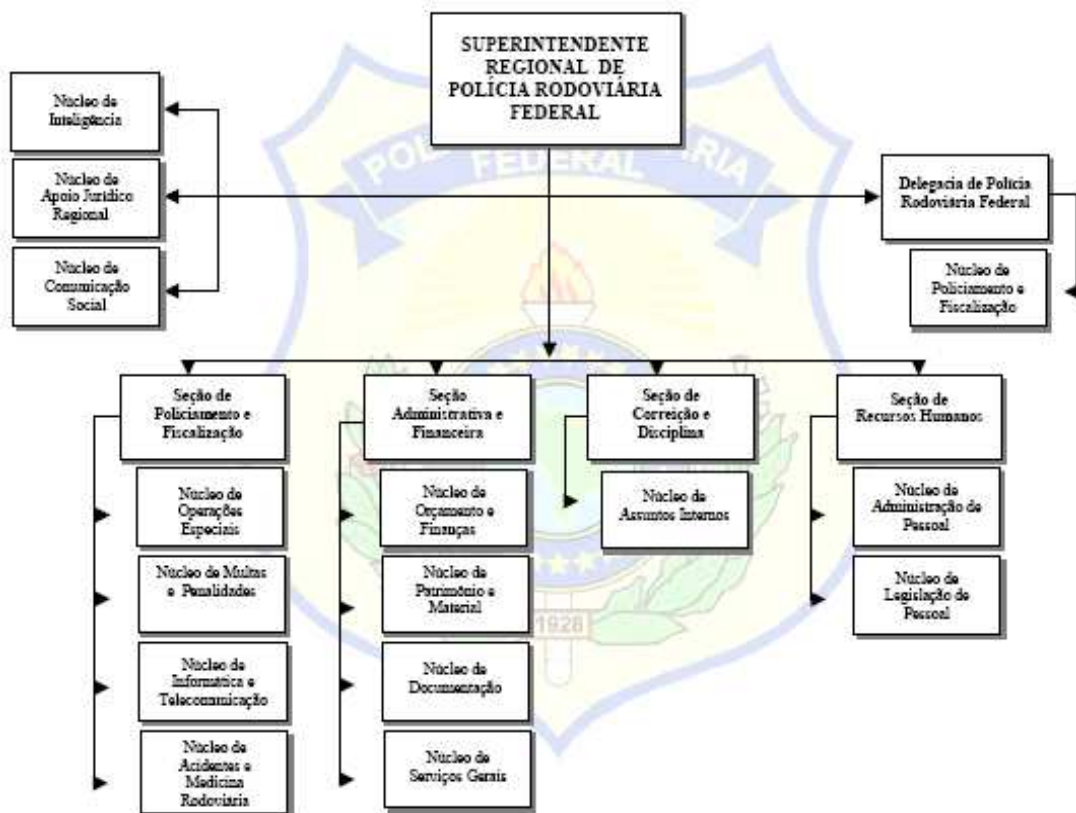 SUPERINTENDENTE
REGIONAL DE
POLÍCIA RODOVIÁRIA
FEDERAL
Núcleo de
Inteligência
Núcleo de
Apoio Jurídico
Regional
Núcleo de
Comunicação
Social
FEDERAL
Delegacia de Polícia
Rodoviária Federal
Núcleo de
Policiamento e
Fiscalização
Seção de
Policiamento e
Fiscalização
Núcleo de
Operações
Especiais
Núcleo de Multas
e Penalidades
Núcleo de
Informática e
Telecomunicação
Núcleo de
Acidentes e
Medicina
Rodoviária
Seção
Administrativa e
Financeira
Núcleo de
Orçamento e
Finanças
Núcleo de
Patrimônio e
Material
Núcleo de
Documentação
Núcleo de
Serviços Gerais
Seção de
Correição e
Disciplina
Núcleo de
Assuntos Internos
Seção de
Recursos Humanos
Núcleo de
Administração de
Pessoal
Núcleo de
Legislação de
Pessoal
1928